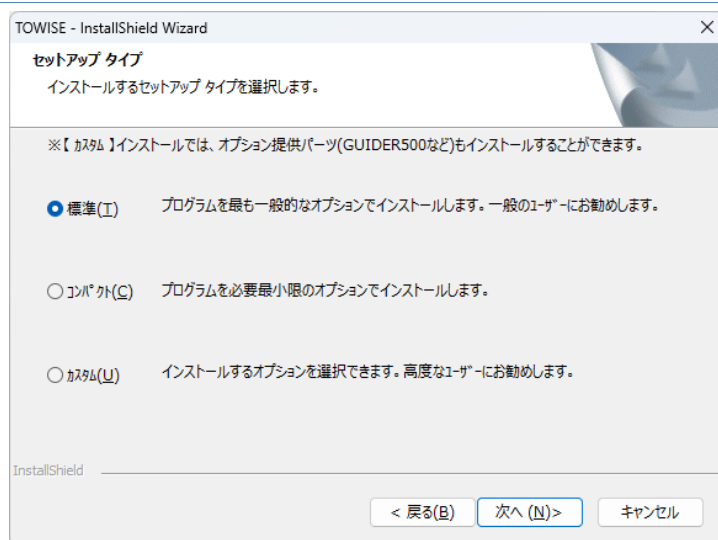 TOWISE - InstallShield Wizard
セットアップ タイプ
インストールするセットアップ タイプを選択します。
※【 ｶｽﾀﾑ 】インストールでは、オプション提供パーツ(GUIDER500など)もインストールすることができます。
標準(T) プログラムを最も一般的なオプションでインストールします。一般のﾕｰｻﾞｰにお勧めします。
ｺﾝﾊﾟｸﾄ(C) プログラムを必要最小限のオプションでインストールします。
ｶｽﾀﾑ(U) インストールするオプションを選択できます。高度なﾕｰｻﾞｰにお勧めします。
InstallShield
< 戻る(B) 次へ (N)> キャンセル